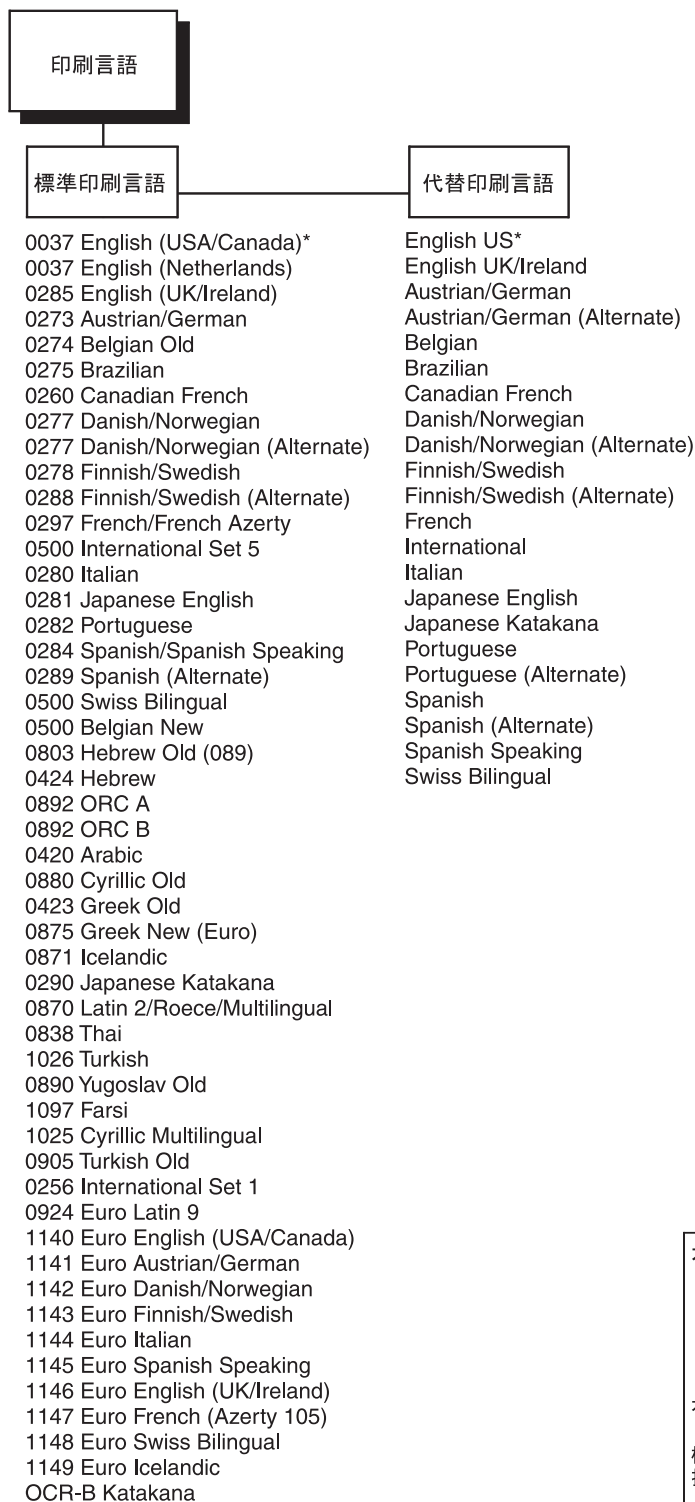 印刷言語
標準印刷言語
0037 English (USA/Canada)*
0037 English (Netherlands)
0285 English (UK/Ireland)
0273 Austrian/German
0274 Belgian Old
0275 Brazilian
0260 Canadian French
0277 Danish/Norwegian
0277 Danish/Norwegian (Alternate)
0278 Finnish/Swedish
0288 Finnish/Swedish (Alternate)
0297 French/French Azerty
0500 International Set 5
0280 Italian
0281 Japanese English
0282 Portuguese
0284 Spanish/Spanish Speaking
0289 Spanish (Alternate)
0500 Swiss Bilingual
0500 Belgian New
0803 Hebrew Old (089)
0424 Hebrew
0892 ORC A
0892 ORC B
0420 Arabic
0880 Cyrillic Old
0423 Greek Old
0875 Greek New (Euro)
0871 Icelandic
0290 Japanese Katakana
0870 Latin 2/Roece/Multilingual
0838 Thai
1026 Turkish
0890 Yugoslav Old
1097 Farsi
1025 Cyrillic Multilingual
0905 Turkish Old
0256 International Set 1
0924 Euro Latin 9
1140 Euro English (USA/Canada)
1141 Euro Austrian/German
1142 Euro Danish/Norwegian
1143 Euro Finnish/Swedish
1144 Euro Italian
1145 Euro Spanish Speaking
1146 Euro English (UK/Ireland)
1147 Euro French (Azerty 105)
1148 Euro Swiss Bilingual
1149 Euro Icelandic
OCR-B Katakana
代替印刷言語
English US*
English UK/Ireland
Austrian/German
Austrian/German (Alternate)
Belgian
Brazilian
Canadian French
Danish/Norwegian
Danish/Norwegian (Alternate)
Finnish/Swedish
Finnish/Swedish (Alternate)
French
International
Italian
Japanese English
Japanese Katakana
Portuguese
Portuguese (Alternate)
Spanish
Spanish (Alternate)
Spanish Speaking
Swiss Bilingual